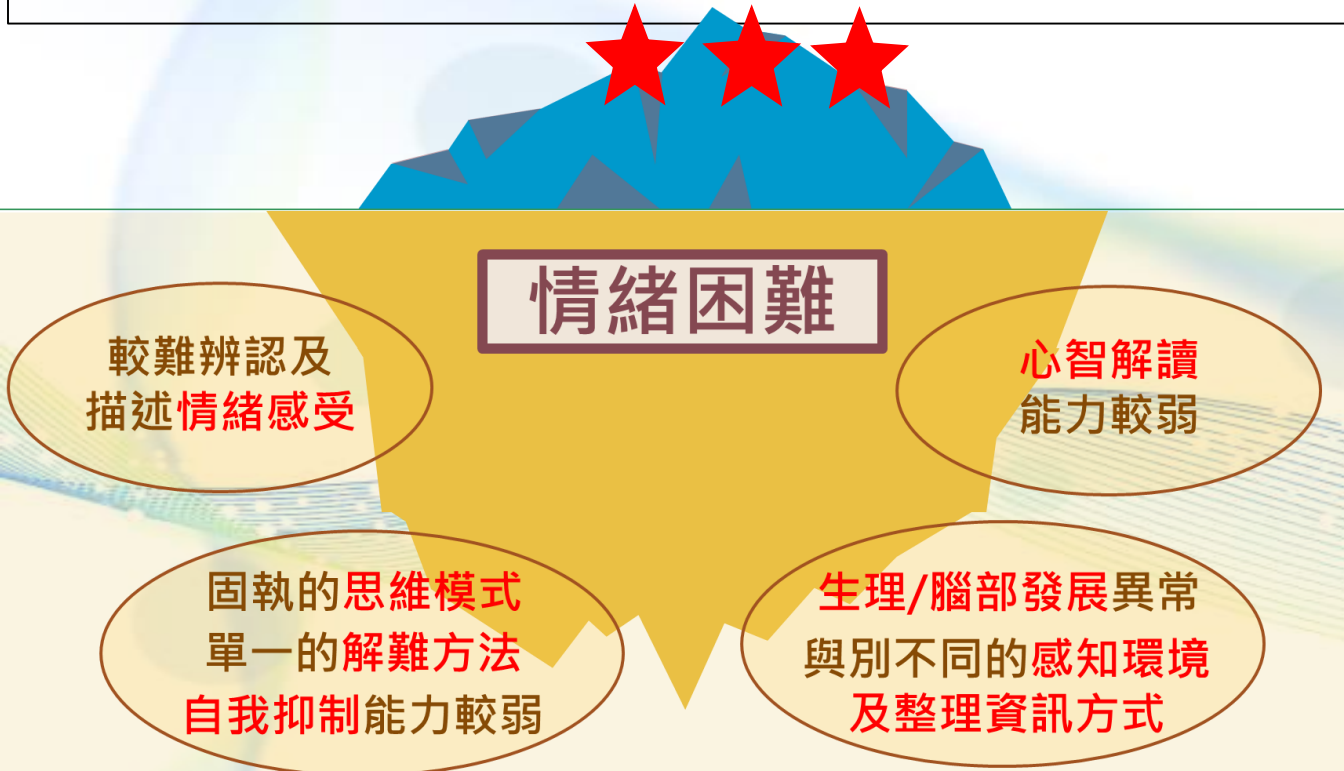 情緒困難
較難辨認及
描述情緒感受
心智解讀
能力較弱
固執的思維模式
單一的解難方法
自我抑制能力較弱
生理/腦部發展異常
與別不同的感知環境
及整理資訊方式